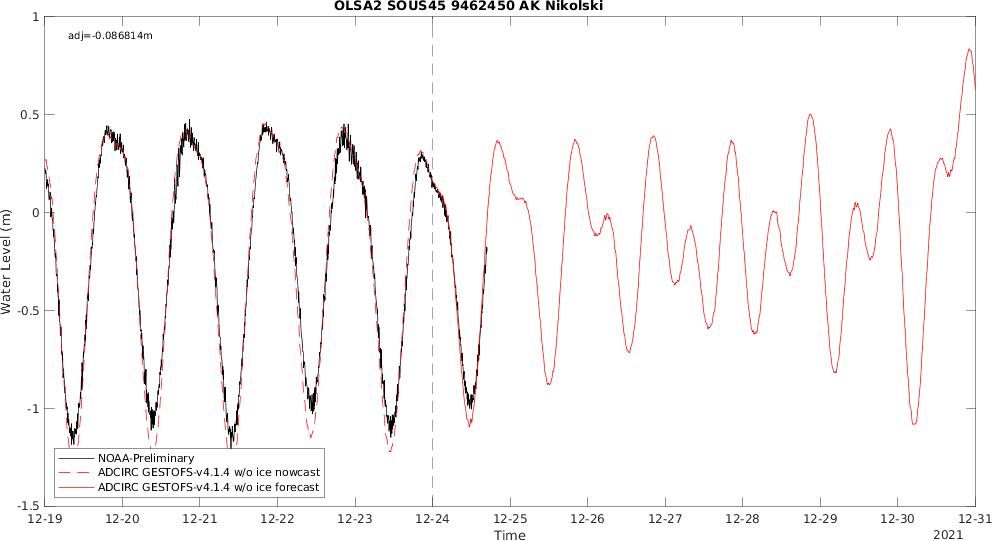 OLSA2 SOUS45 9462450 AK Nikolski
adj=-0.086814m
Water Level (m)
1
0.5
0
-0.5
-1
-1.5
NOAA-Preliminary
ADCIRC GESTOFS-v4.1.4 w/o ice nowcast
ADCIRC GESTOFS-v4.1.4 w/o ice forecast
12-19 12-20 12-21 12-22 12-23 12-24 12-25 12-26 12-27 12-28 12-29 12-30 12-31
Time
2021